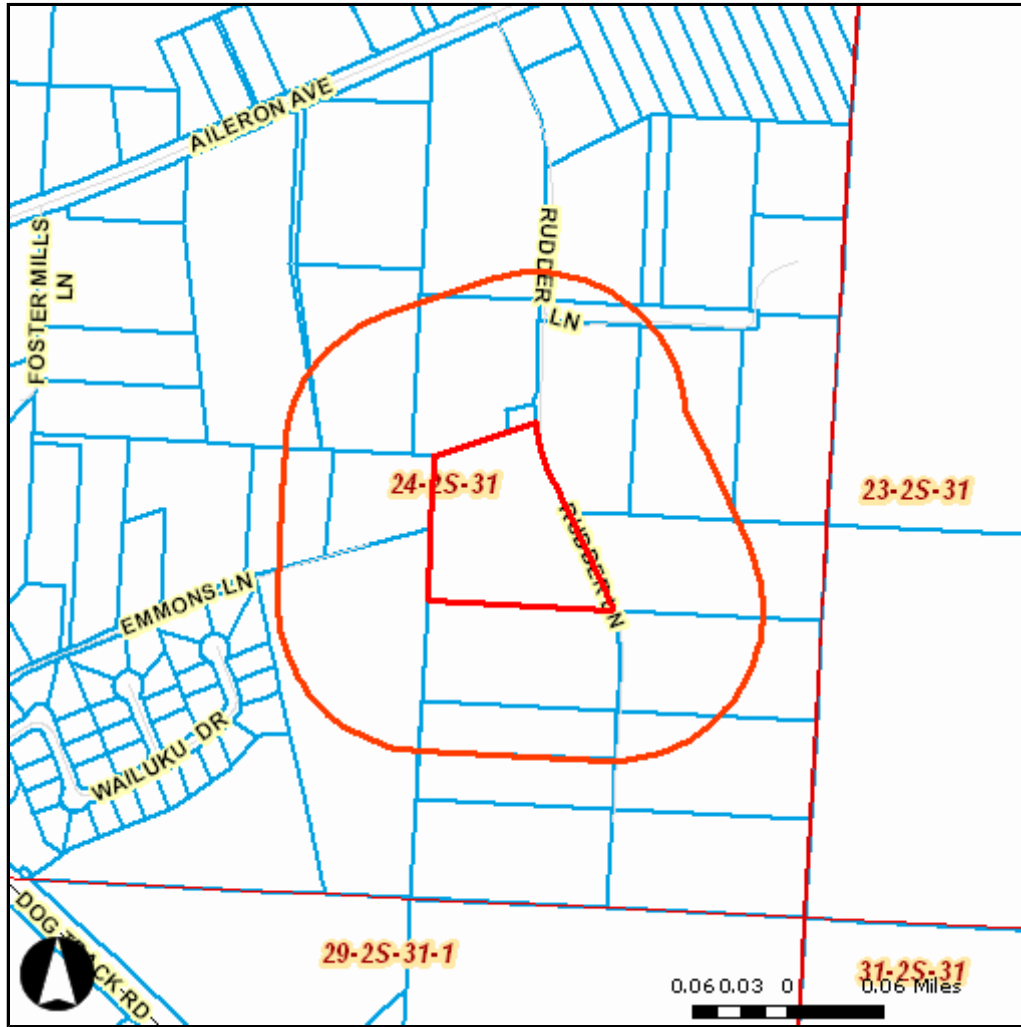 AILERON AVE
FOSTER MILLS
LN
RUDDER
LN
24-2S-31
23-2S-31
RUDDER LN
EMMONS LN
WAILUKU DR
DOG TRACK RD
29-2S-31-1
31-2S-31
0.06 0.03 0 0.06 Miles